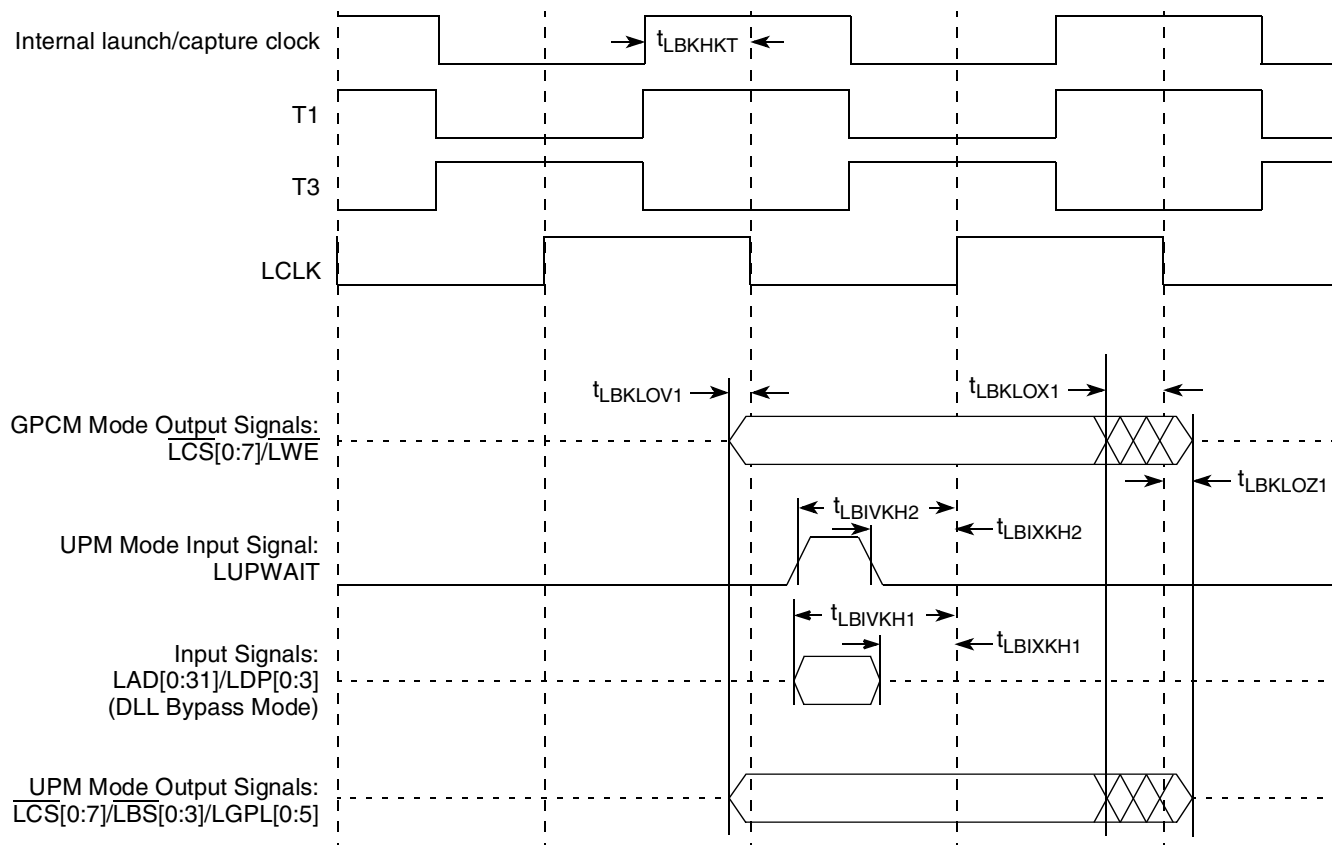 Internal launch/capture clock
tLBKHKT
T1
T3
LCLK
tLBKLOV1
tLBKLOX1
GPCM Mode Output Signals:
LCS[0:7]/LWE
tLBKLOZ1
tLBIVKH2
tLBIXKH2
UPM Mode Input Signal:
LUPWAIT
tLBIVKH1
tLBIXKH1
Input Signals:
LAD[0:31]/LDP[0:3]
(DLL Bypass Mode)
UPM Mode Output Signals:
LCS[0:7]/LBS[0:3]/LGPL[0:5]